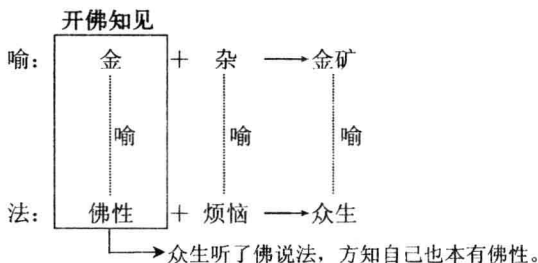 开佛知见
喻： 金 + 杂 → 金矿
喻 喻 喻
法： 佛性 + 烦恼 → 众生
众生听了佛说法，方知自己也本有佛性。